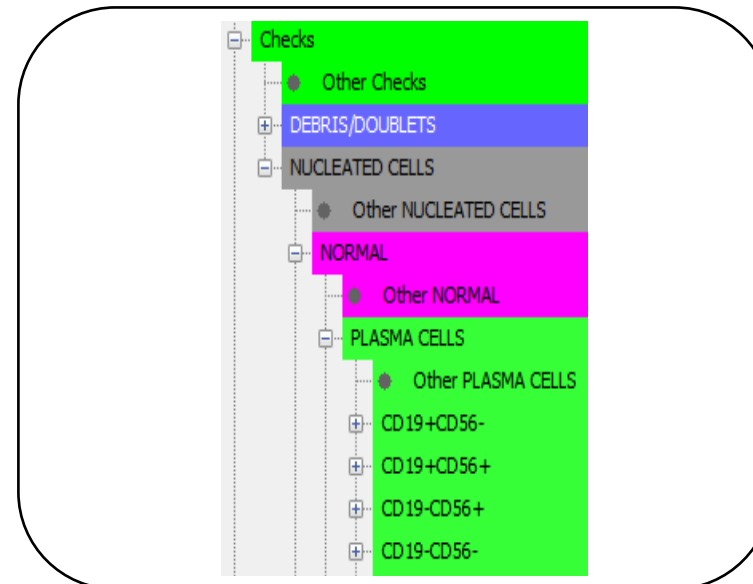 Checks
Other Checks
DEBRIS/DOUBLETS
NUCLEATED CELLS
Other NUCLEATED CELLS
NORMAL
Other NORMAL
PLASMA CELLS
Other PLASMA CELLS
CD19+CD56-
CD19+CD56+
CD19-CD56+
CD19-CD56-